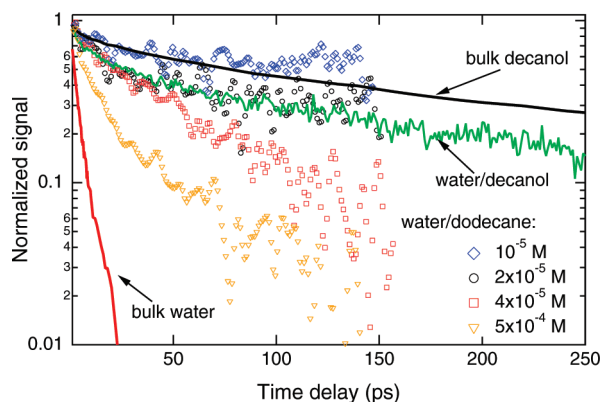 1
6
5
4
3
2
0.1
6
5
4
3
2
0.01
Normalized signal
bulk decanol
water/decanol
water/dodecane:
10⁻⁵ M
2x10⁻⁵ M
4x10⁻⁵ M
5x10⁻⁴ M
bulk water
50
100
150
200
250
Time delay (ps)